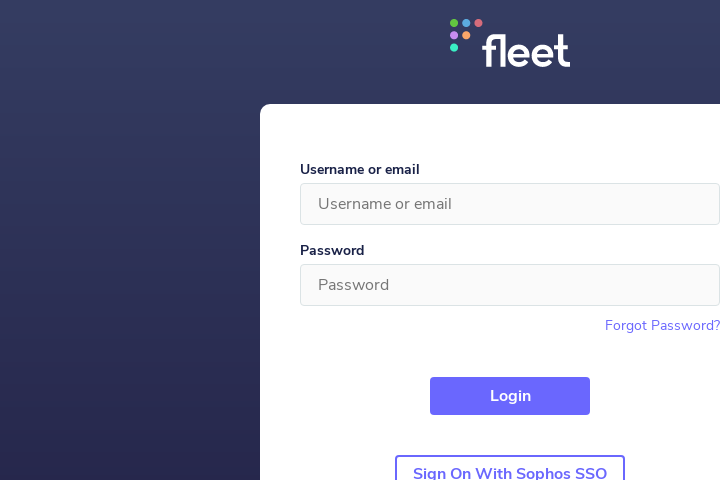 fleet
Username or email
Username or email
Password
Password
Forgot Password?
Login
Sign On With Sophos SSO